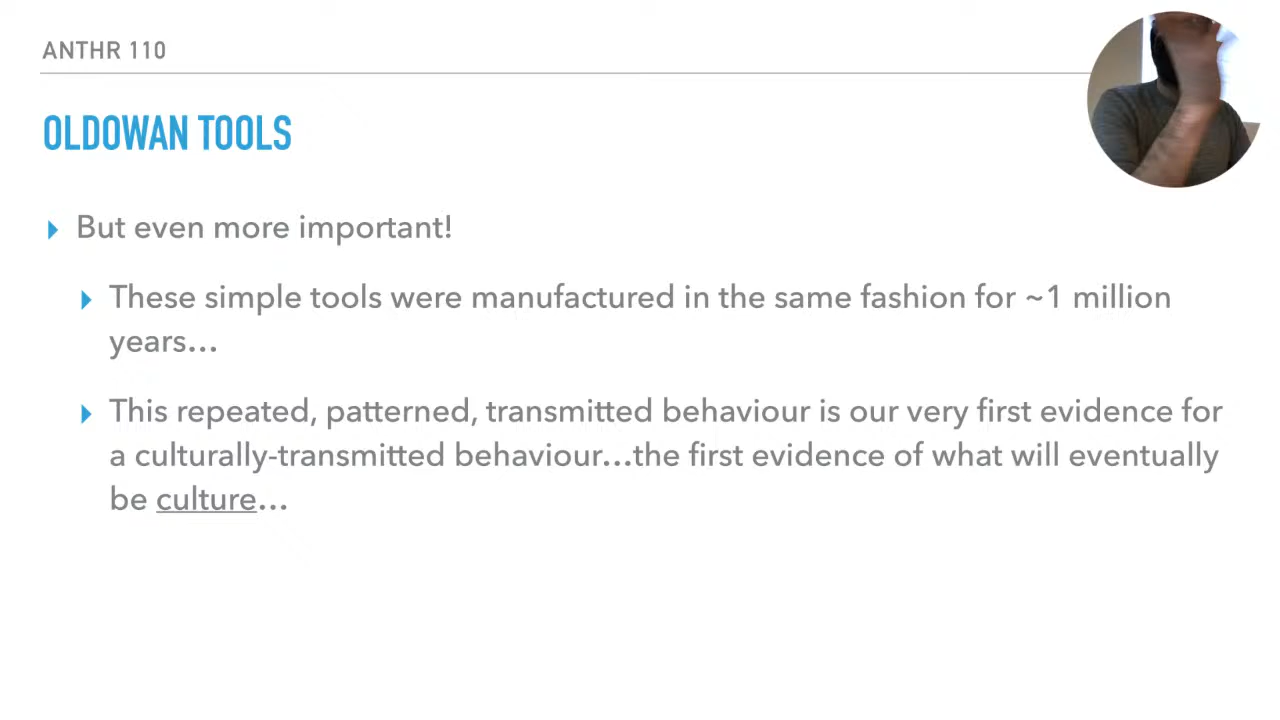 ANTHR 110
OLDOWAN TOOLS
But even more important!
These simple tools were manufactured in the same fashion for ~1 million
years…
This repeated, patterned, transmitted behaviour is our very first evidence for
a culturally-transmitted behaviour…the first evidence of what will eventually
be culture…